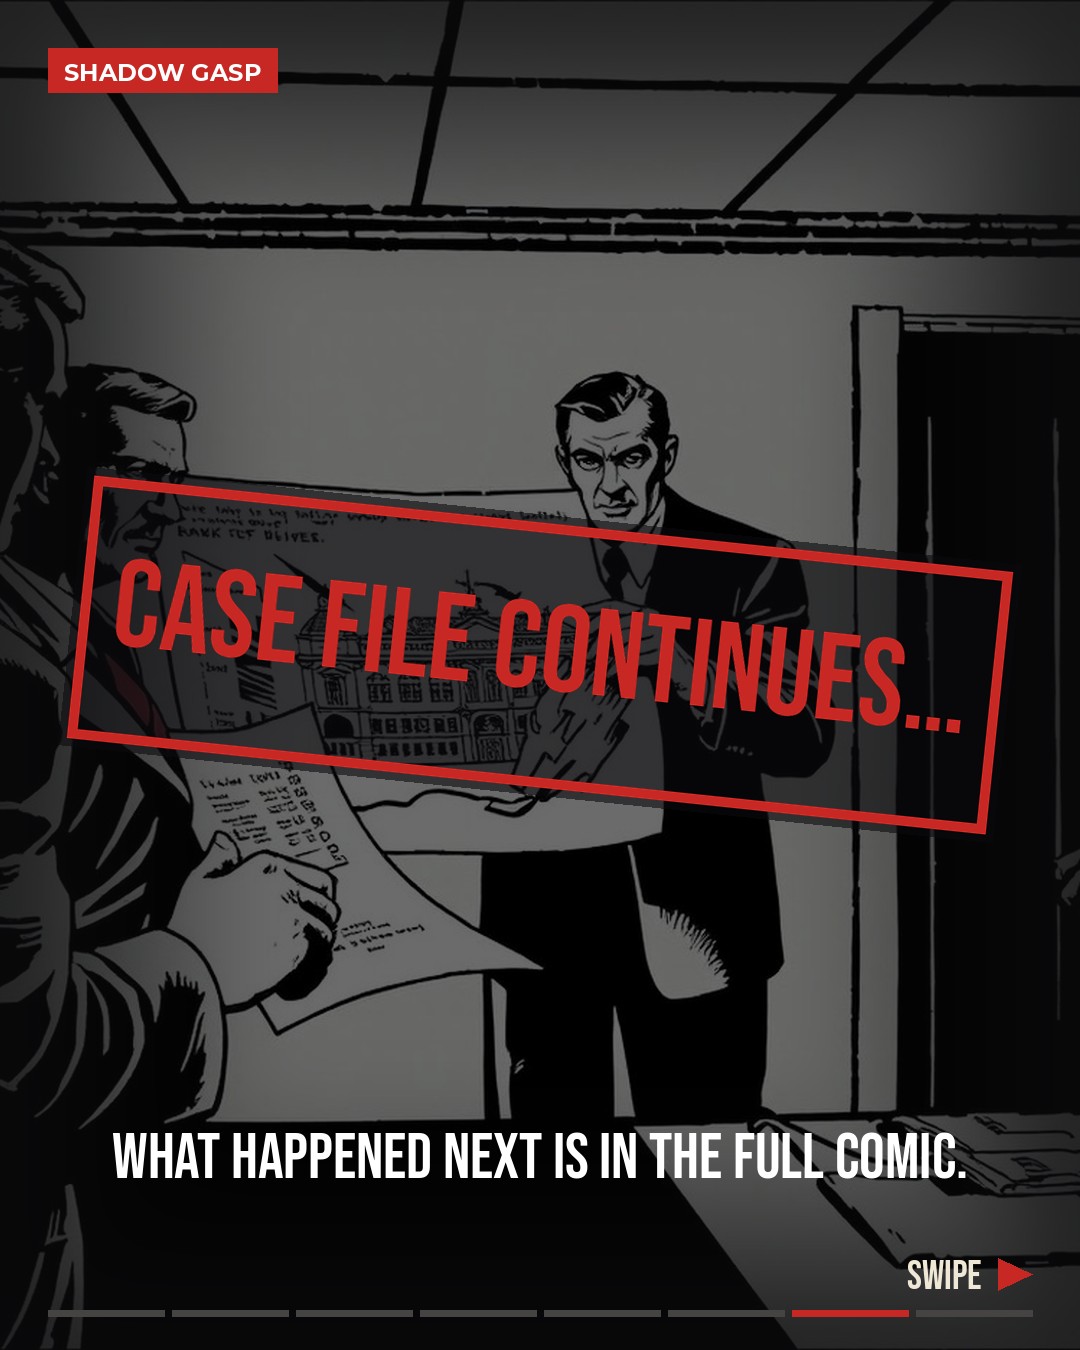 SHADOW GASP
CASE FILE CONTINUES...
WHAT HAPPENED NEXT IS IN THE FULL COMIC.
SWIPE